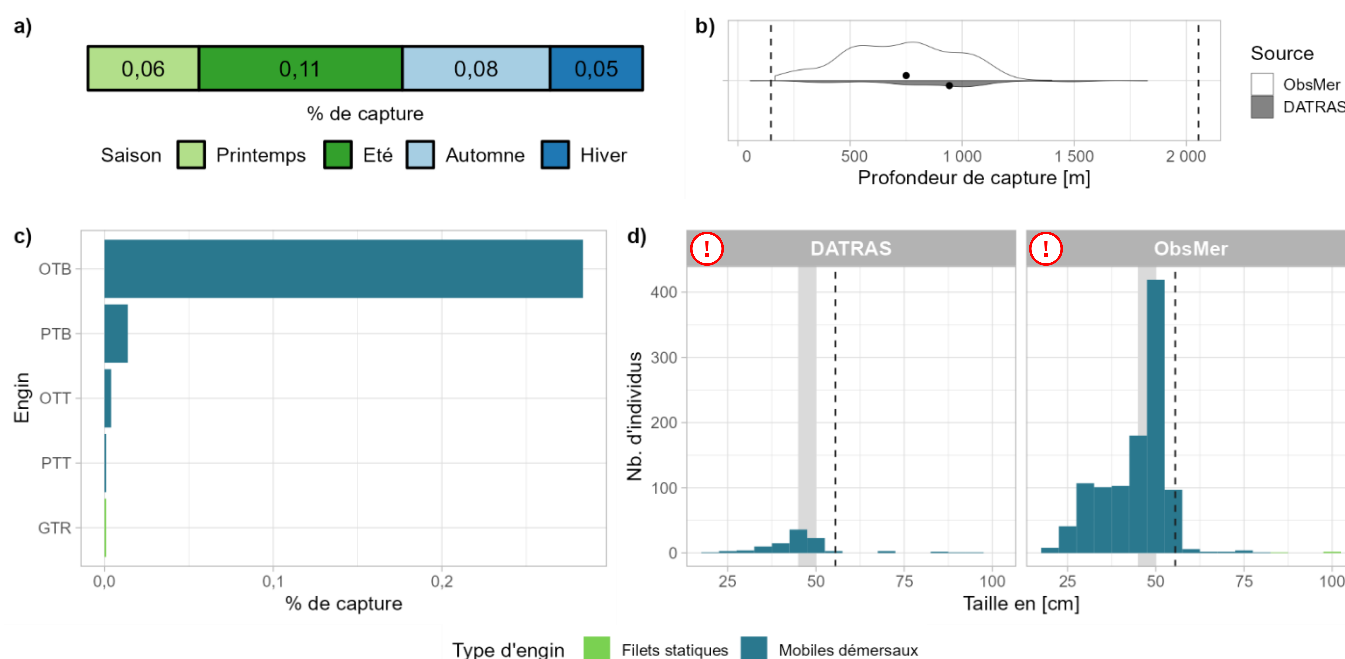 a)
0,06 0,11 0,08 0,05
% de capture
Saison Printemps Eté Automne Hiver
b)
0 500 1 000 1 500 2 000
Profondeur de capture [m]
Source
ObsMer
DATRAS
c)
Engin
OTB
PTB
OTT
PTT
GTR
0,0 0,1 0,2
% de capture
d)
! DATRAS ! ObsMer
Nb. d'individus
400
300
200
100
0
25 50 75 100 25 50 75 100
Taille en [cm]
Type d'engin Filets statiques Mobiles démersaux